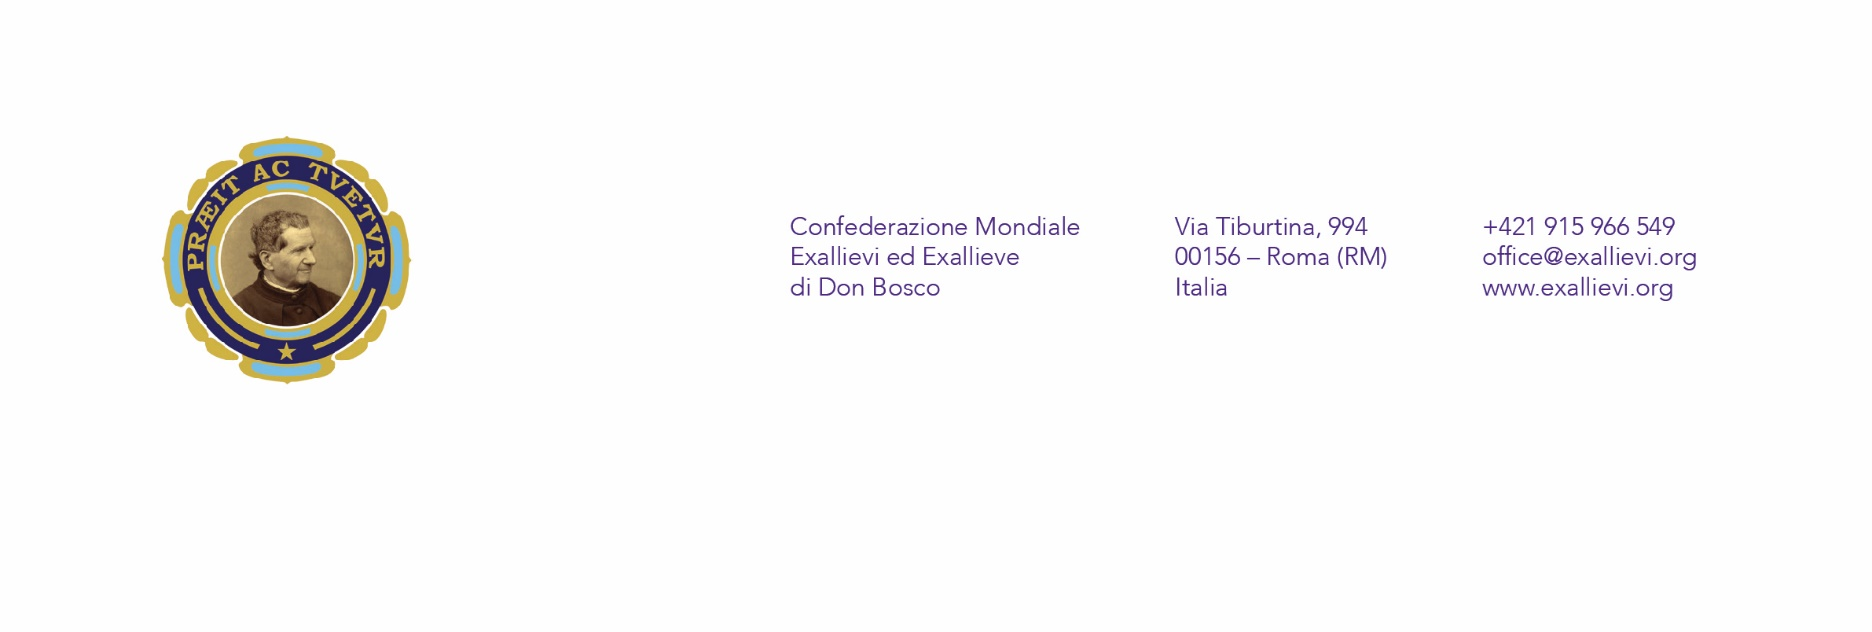 PRÆIT AC TVETVR
Confederazione Mondiale
Exallievi ed Exallieve
di Don Bosco
Via Tiburtina, 994
00156 – Roma (RM)
Italia
+421 915 966 549
office@exallievi.org
www.exallievi.org